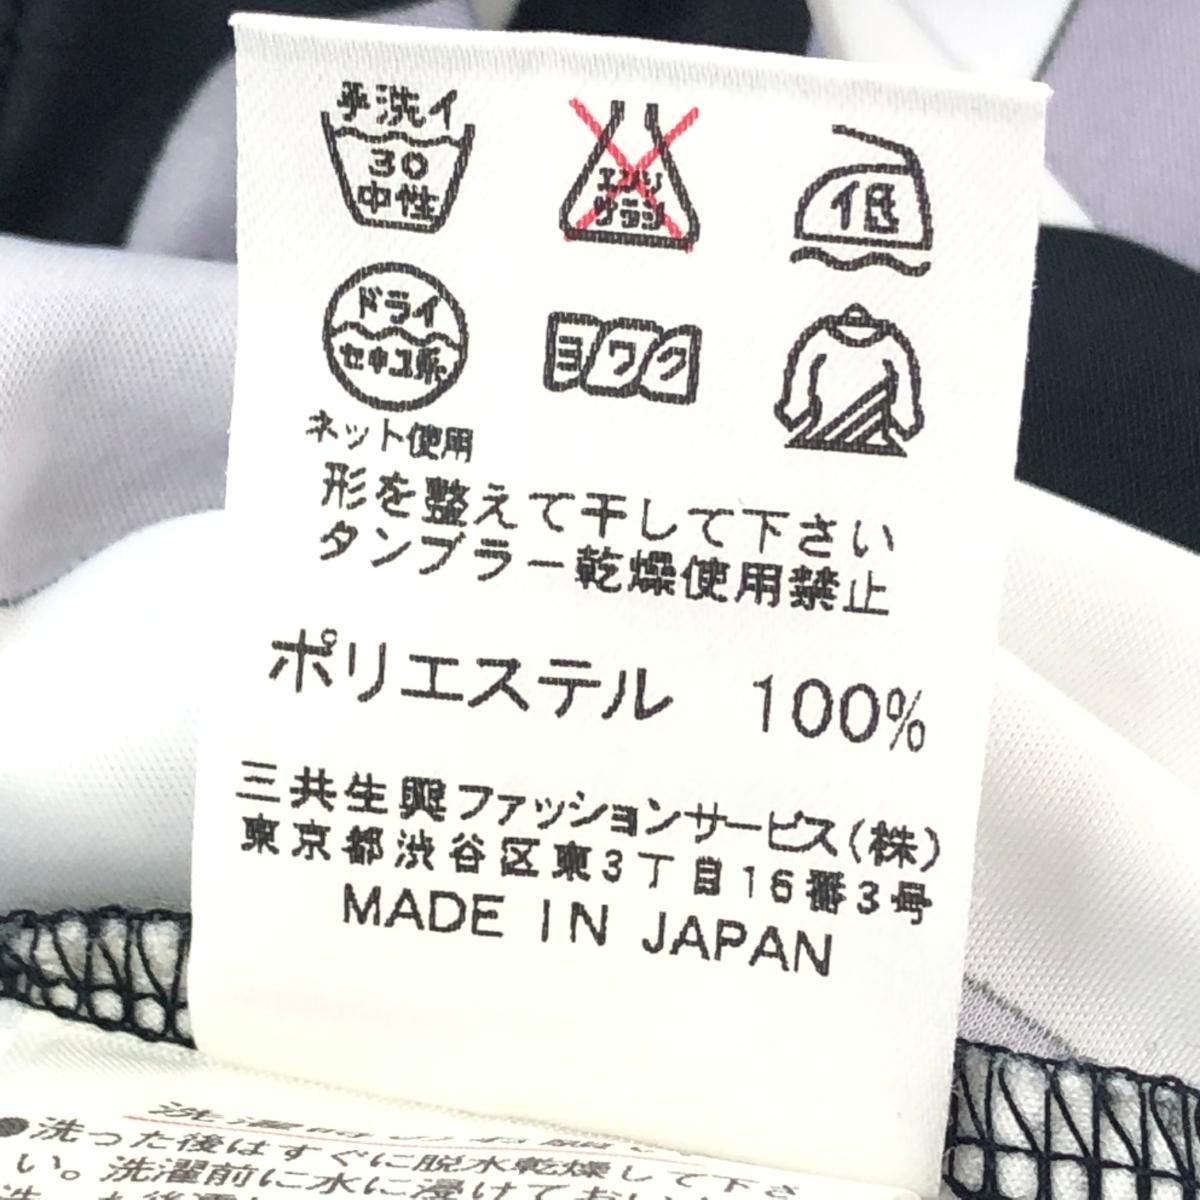 手洗イ
30
中性
エンソ
サラシ
低
ドライ
セキユ系
ネット使用
ヨワク
形を整えて干して下さい
タンブラー乾燥使用禁止
ポリエステル 100%
三共生興ファッションサービス(株)
東京都渋谷区東3丁目16番3号
MADE IN JAPAN
●洗った後はすぐに脱水乾燥して下さ
い。洗濯前に水に浸けておい